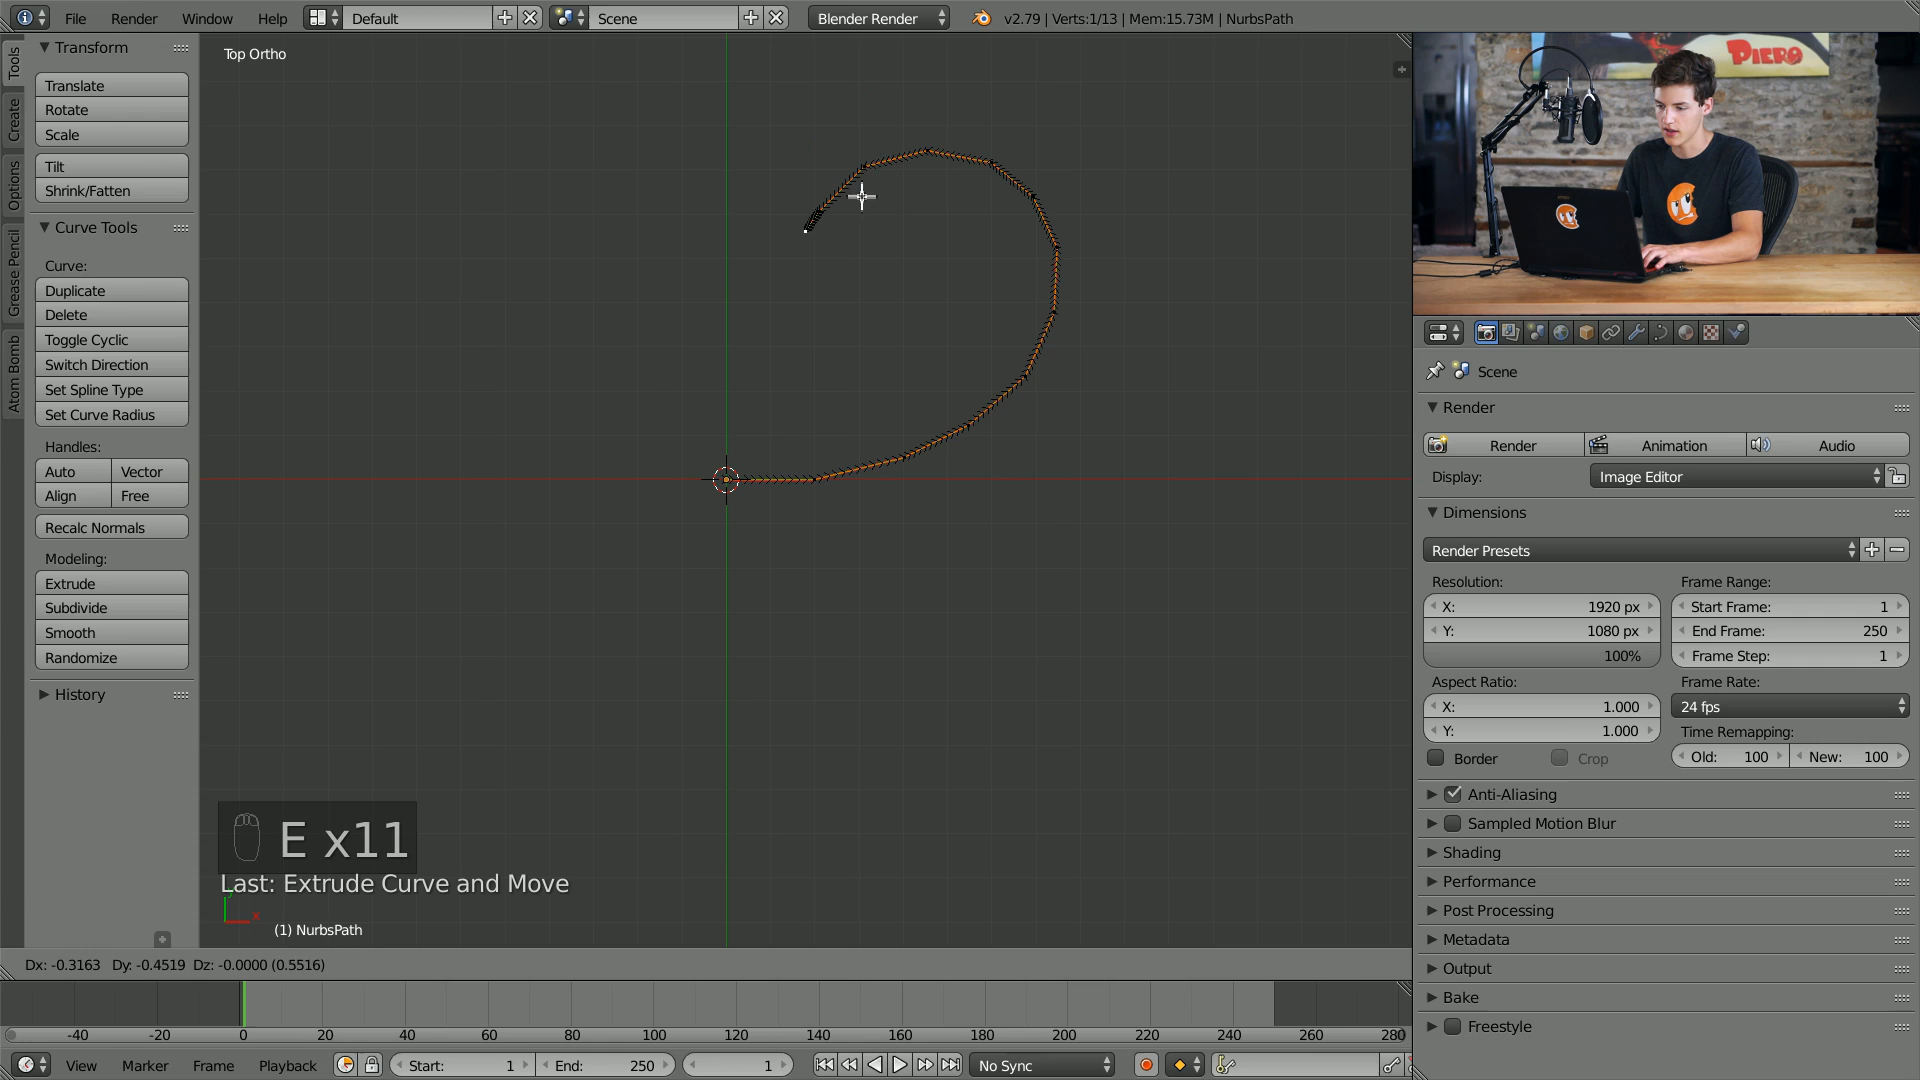 File Render Window Help Default Scene Blender Render v2.79 | Verts:1/13 | Mem:15.73M | NurbsPath
Tools
Create
Options
Grease Pencil
Atom Bomb
Transform
Translate
Rotate
Scale
Tilt
Shrink/Fatten
Curve Tools
Curve:
Duplicate
Delete
Toggle Cyclic
Switch Direction
Set Spline Type
Set Curve Radius
Handles:
Auto Vector
Align Free
Recalc Normals
Modeling:
Extrude
Subdivide
Smooth
Randomize
History
Top Ortho
E x11
Last: Extrude Curve and Move
x
(1) NurbsPath
Dx: -0.3163 Dy: -0.4519 Dz: -0.0000 (0.5516)
-40 -20 0 20 40 60 80 100 120 140 160 180 200 220 240 260 280
View Marker Frame Playback Start: 1 End: 250 1 No Sync
PIERO
Scene
Render
Render Animation Audio
Display: Image Editor
Dimensions
Render Presets
Resolution: Frame Range:
X: 1920 px Start Frame: 1
Y: 1080 px End Frame: 250
100% Frame Step: 1
Aspect Ratio: Frame Rate:
X: 1.000 24 fps
Y: 1.000 Time Remapping:
Border Crop Old: 100 New: 100
Anti-Aliasing
Sampled Motion Blur
Shading
Performance
Post Processing
Metadata
Output
Bake
Freestyle